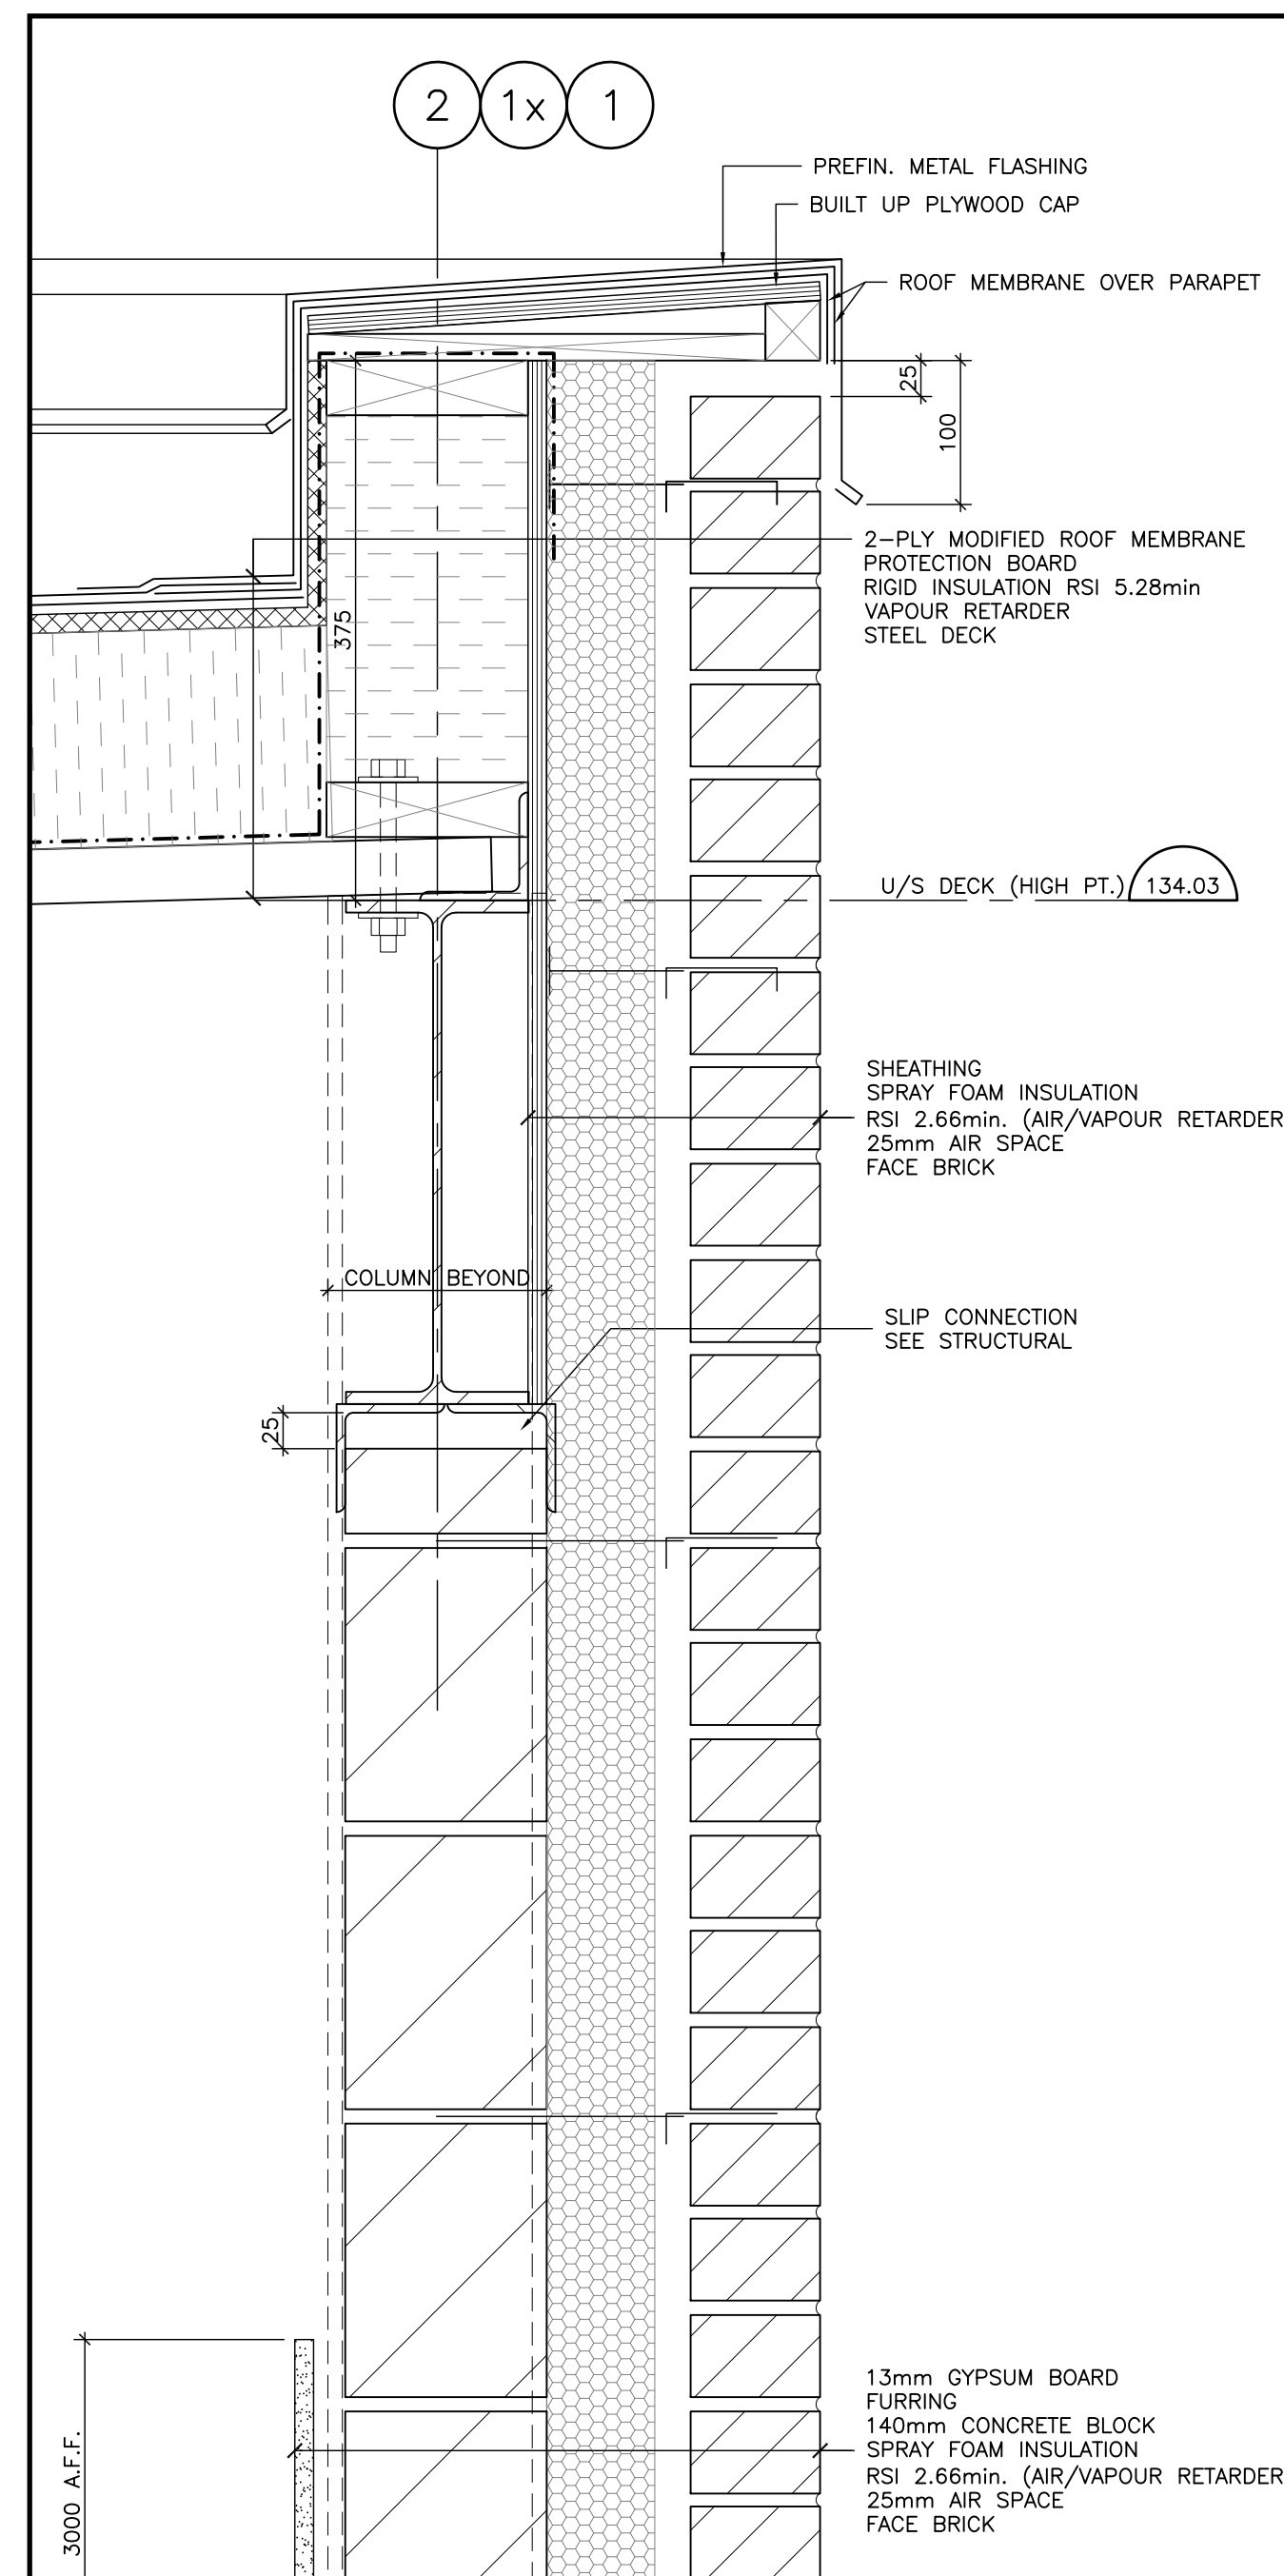 2 1x 1
PREFIN. METAL FLASHING
BUILT UP PLYWOOD CAP
ROOF MEMBRANE OVER PARAPET
25
100
2-PLY MODIFIED ROOF MEMBRANE
PROTECTION BOARD
RIGID INSULATION RSI 5.28min
VAPOUR RETARDER
STEEL DECK
375
U/S DECK (HIGH PT.) 134.03
SHEATHING
SPRAY FOAM INSULATION
RSI 2.66min. (AIR/VAPOUR RETARDER
25mm AIR SPACE
FACE BRICK
COLUMN BEYOND
SLIP CONNECTION
SEE STRUCTURAL
25
13mm GYPSUM BOARD
FURRING
140mm CONCRETE BLOCK
SPRAY FOAM INSULATION
RSI 2.66min. (AIR/VAPOUR RETARDER
25mm AIR SPACE
FACE BRICK
3000 A.F.F.